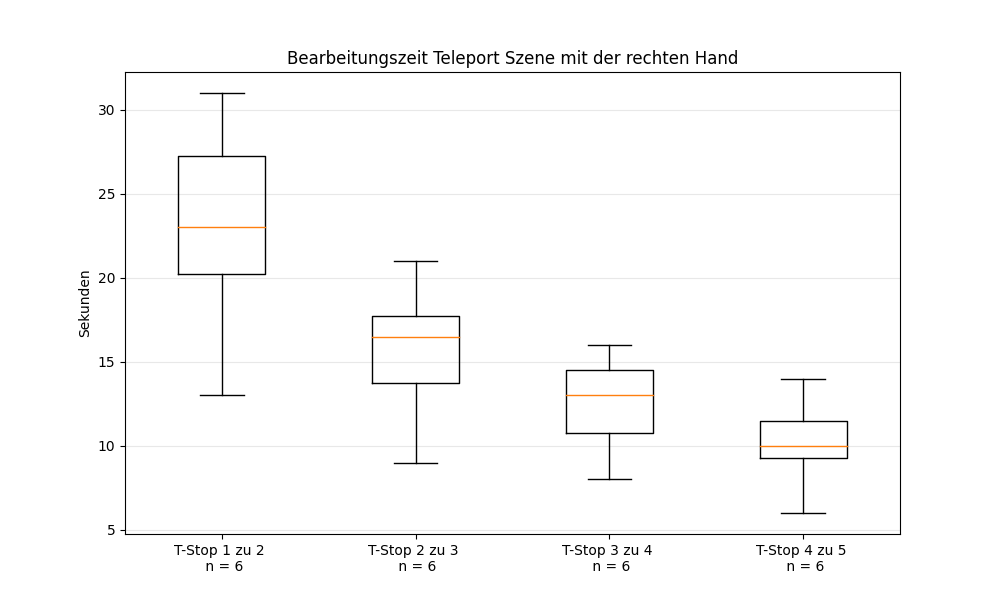 Bearbeitungszeit Teleport Szene mit der rechten Hand
30
25
20
15
10
5
Sekunden
T-Stop 1 zu 2
n = 6
T-Stop 2 zu 3
n = 6
T-Stop 3 zu 4
n = 6
T-Stop 4 zu 5
n = 6